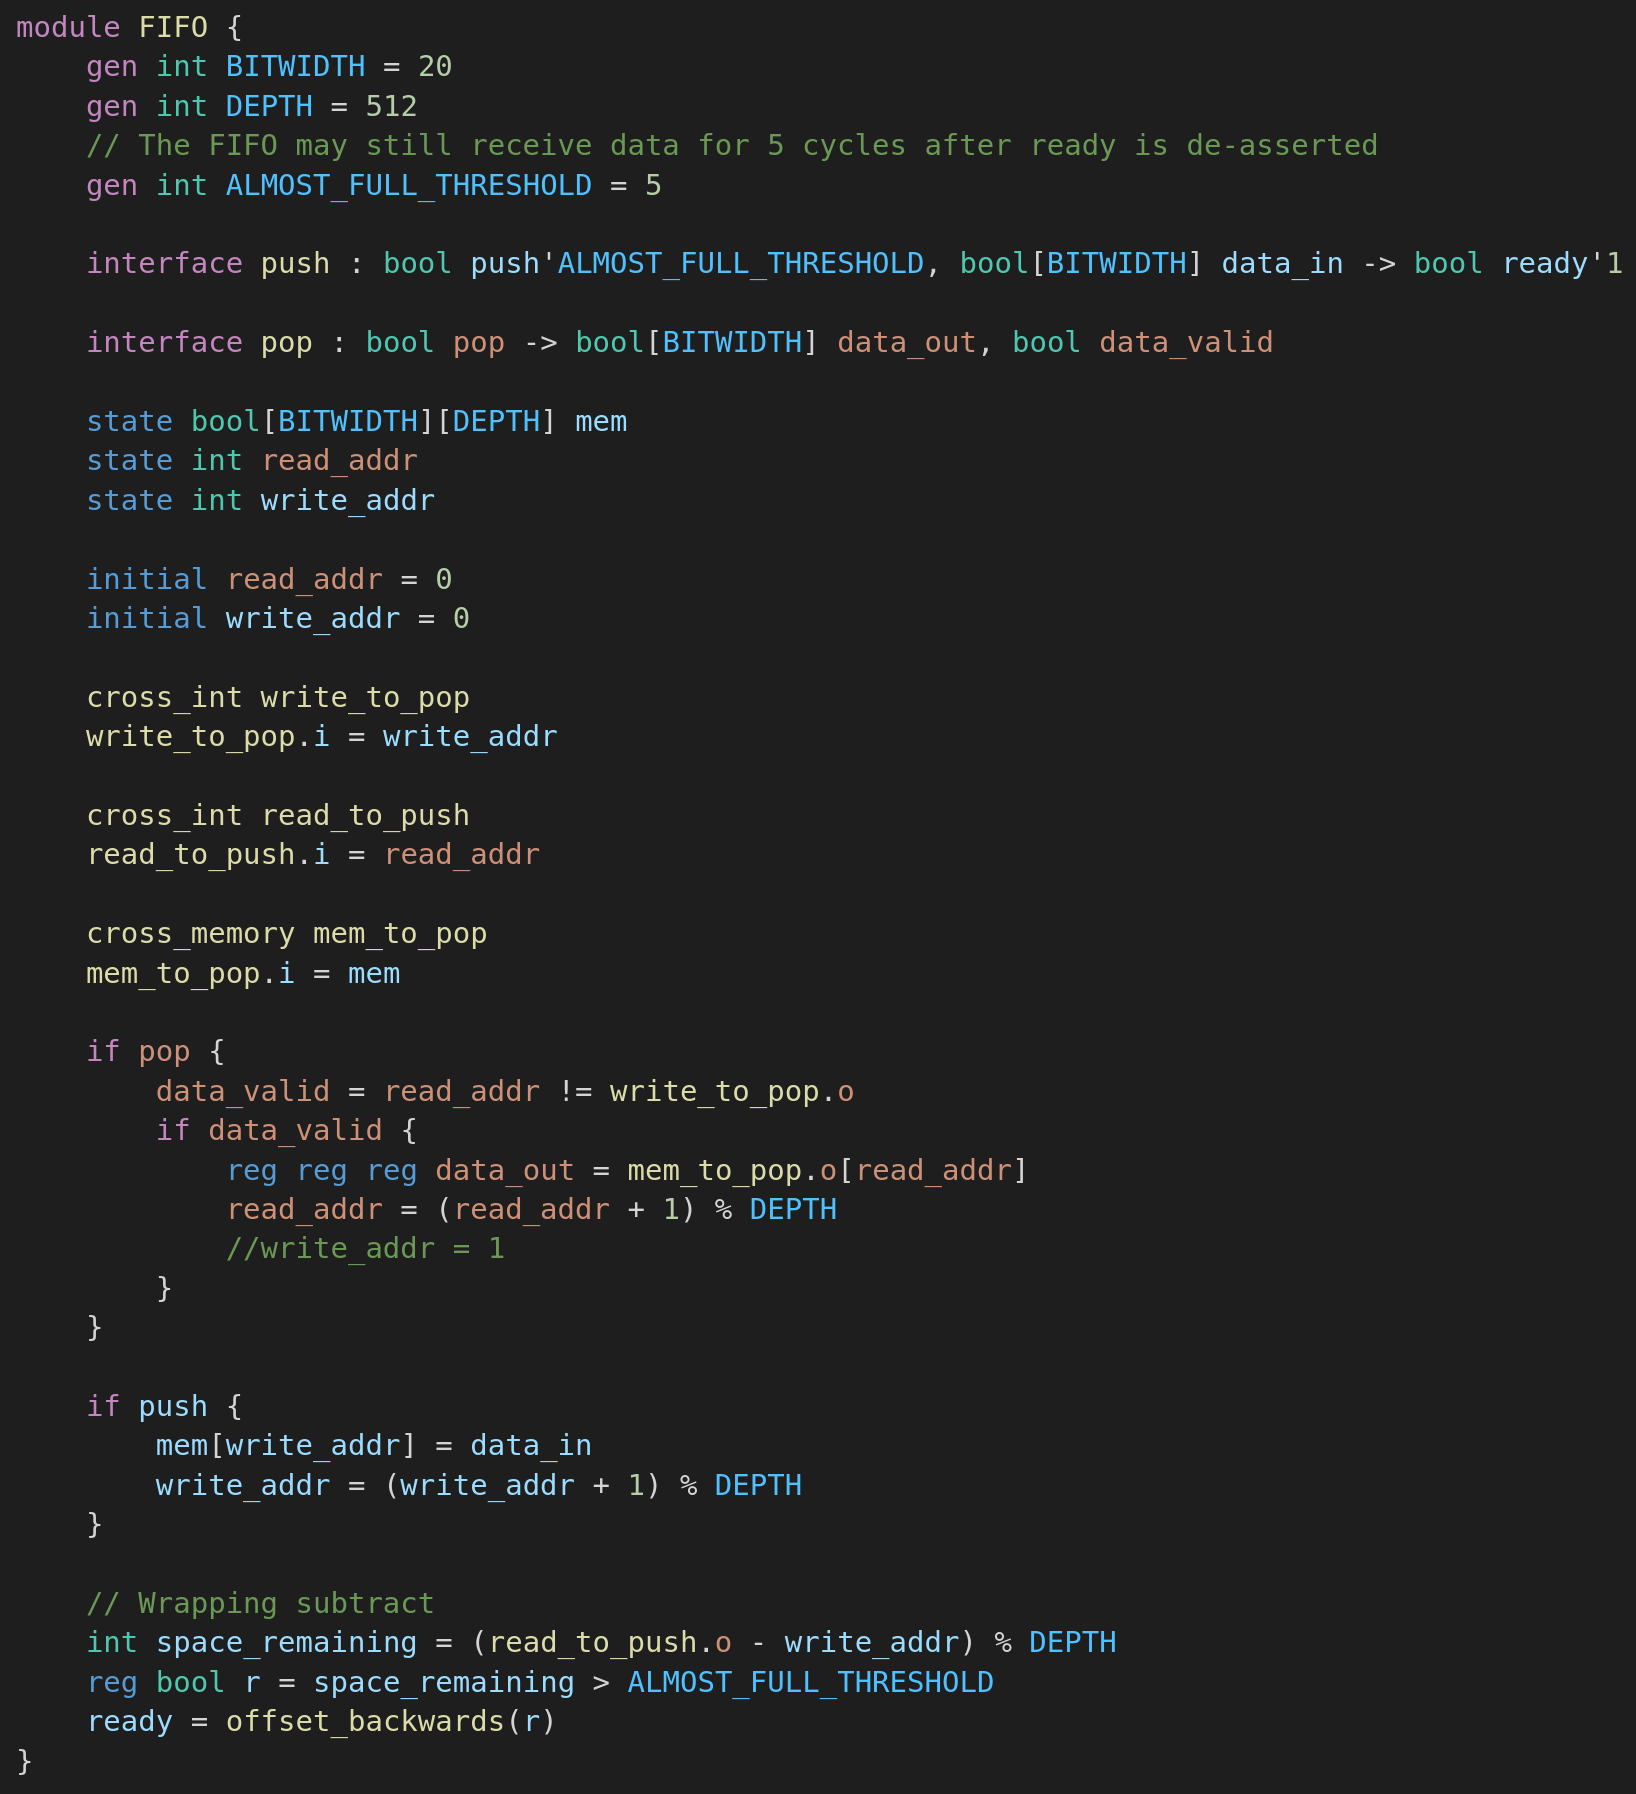 module FIFO {
    gen int BITWIDTH = 20
    gen int DEPTH = 512
    // The FIFO may still receive data for 5 cycles after ready is de-asserted
    gen int ALMOST_FULL_THRESHOLD = 5

    interface push : bool push'ALMOST_FULL_THRESHOLD, bool[BITWIDTH] data_in -> bool ready'1

    interface pop : bool pop -> bool[BITWIDTH] data_out, bool data_valid

    state bool[BITWIDTH][DEPTH] mem
    state int read_addr
    state int write_addr

    initial read_addr = 0
    initial write_addr = 0

    cross_int write_to_pop
    write_to_pop.i = write_addr

    cross_int read_to_push
    read_to_push.i = read_addr

    cross_memory mem_to_pop
    mem_to_pop.i = mem

    if pop {
        data_valid = read_addr != write_to_pop.o
        if data_valid {
            reg reg reg data_out = mem_to_pop.o[read_addr]
            read_addr = (read_addr + 1) % DEPTH
            //write_addr = 1
        }
    }

    if push {
        mem[write_addr] = data_in
        write_addr = (write_addr + 1) % DEPTH
    }

    // Wrapping subtract
    int space_remaining = (read_to_push.o - write_addr) % DEPTH
    reg bool r = space_remaining > ALMOST_FULL_THRESHOLD
    ready = offset_backwards(r)
}